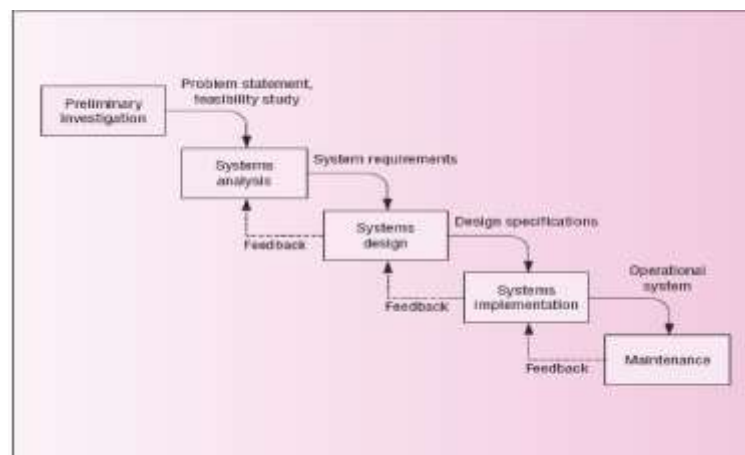 Problem statement,
feasibility study
Preliminary
investigation
System requirements
Systems
analysis
Design specifications
Feedback
Systems
design
Operational
system
Feedback
Systems
implementation
Feedback
Maintenance